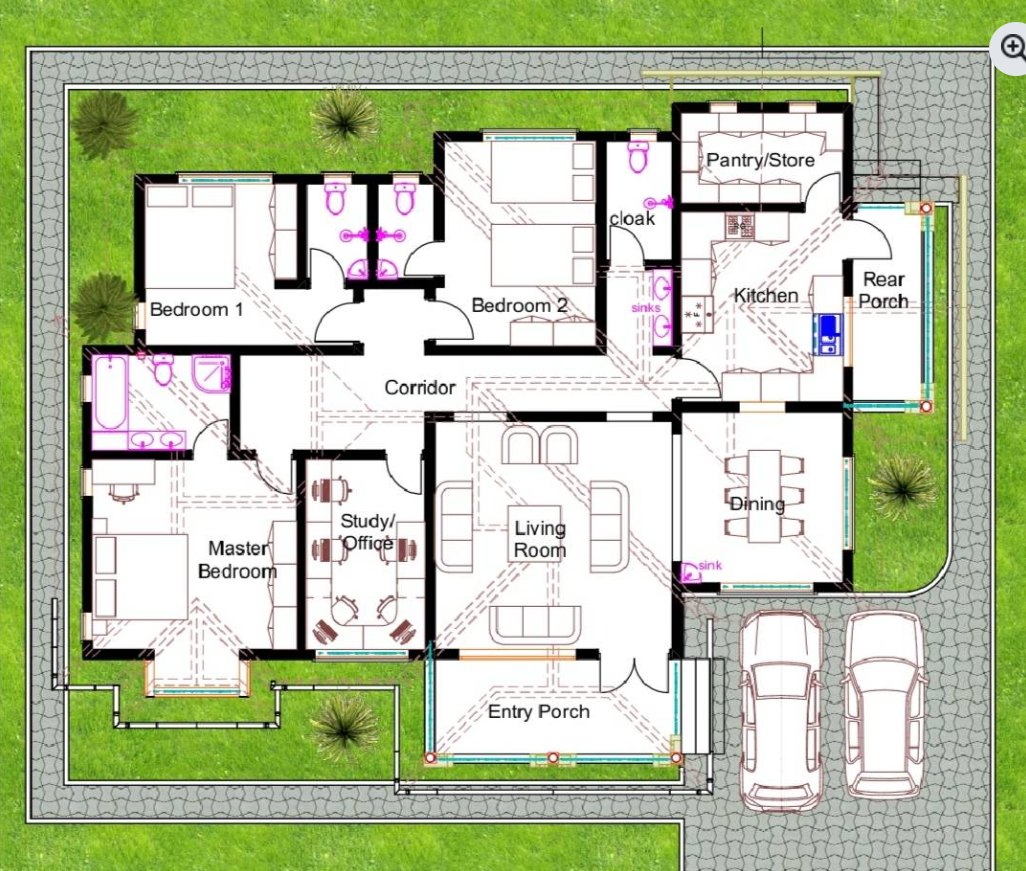 Pantry/Store
cloak
Bedroom 1
Bedroom 2
sinks
Kitchen
Rear
Porch
Corridor
Study/
Office
Master
Bedroom
Living
Room
Dining
sink
Entry Porch